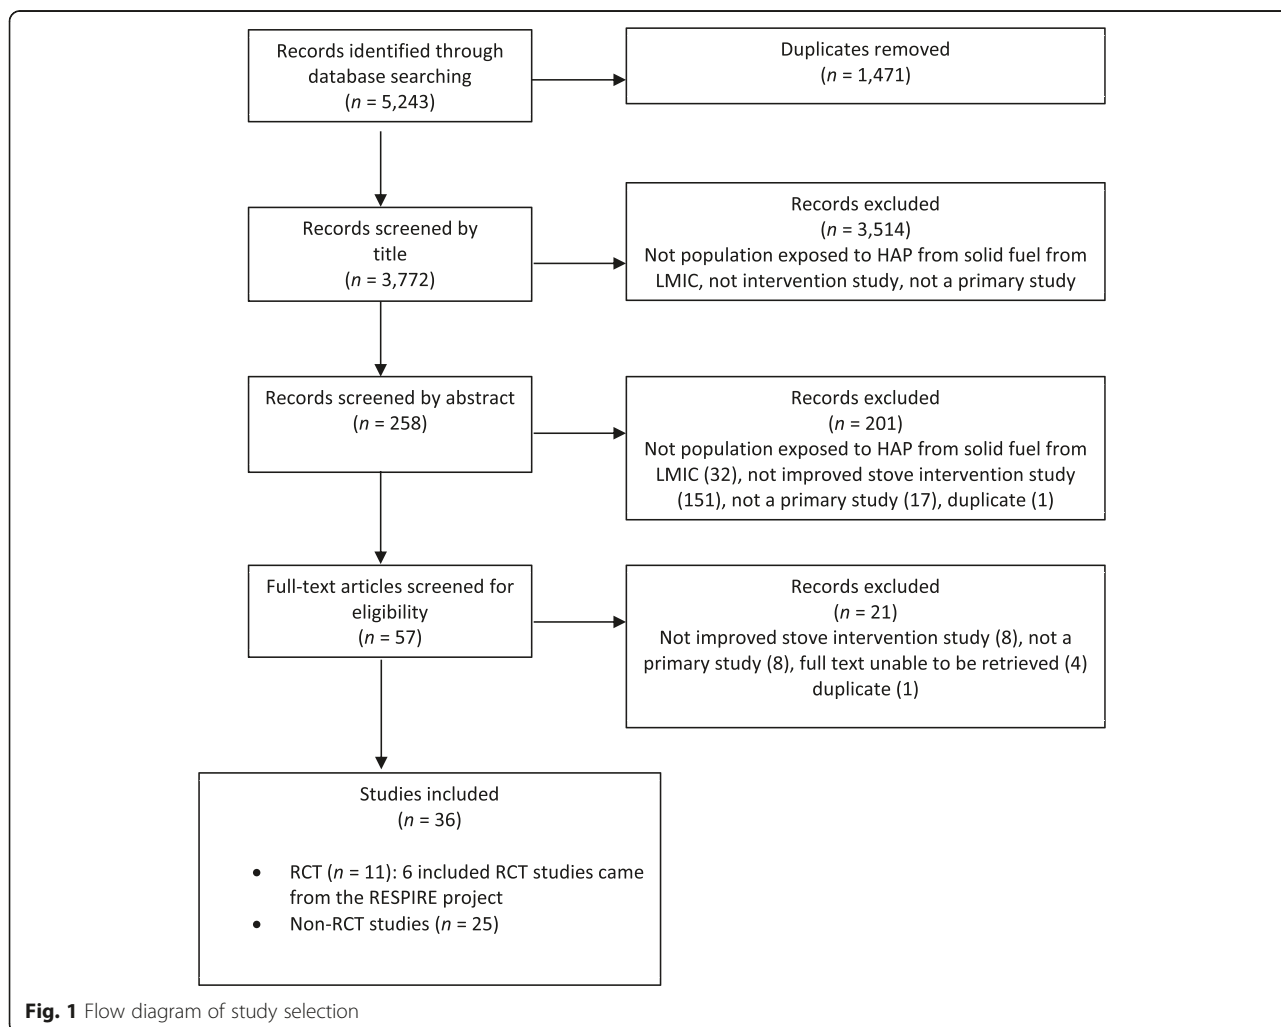 Records identified through
database searching
(n = 5,243)
Duplicates removed
(n = 1,471)
Records screened by
title
(n = 3,772)
Records excluded
(n = 3,514)
Not population exposed to HAP from solid fuel from
LMIC, not intervention study, not a primary study
Records screened by abstract
(n = 258)
Records excluded
(n = 201)
Not population exposed to HAP from solid fuel from
LMIC (32), not improved stove intervention study
(151), not a primary study (17), duplicate (1)
Full-text articles screened for
eligibility
(n = 57)
Records excluded
(n = 21)
Not improved stove intervention study (8), not a
primary study (8), full text unable to be retrieved (4)
duplicate (1)
Studies included
(n = 36)
• RCT (n = 11): 6 included RCT studies came
from the RESPIRE project
• Non-RCT studies (n = 25)
Fig. 1 Flow diagram of study selection